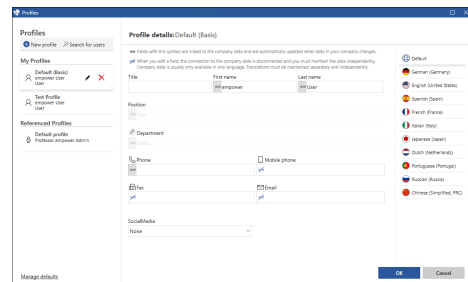 Profiles
Profiles
New profile
Search for users
My Profiles
Default (Basis)
empower User
User
Test Profile
empower User
User
Referenced Profiles
Default profile
Professor empower Admin
Manage defaults
Profile details: Default (Basis)
Fields with this symbol are linked to the company data and are automatically updated when data in your company changes.
When you edit a field, the connection to the company data is disconnected and you must maintain the data independently.
Company data is usually only available in one language. Translations must be maintained separately and independently.
Title
First name
Last name
empower
User
Position
User
Department
Phone
Mobile phone
Fax
Email
SocialMedia
None
Default
German (Germany)
English (United States)
Spanish (Spain)
French (France)
Italian (Italy)
Japanese (Japan)
Dutch (Netherlands)
Portuguese (Portugal)
Russian (Russia)
Chinese (Simplified, PRC)
OK
Cancel